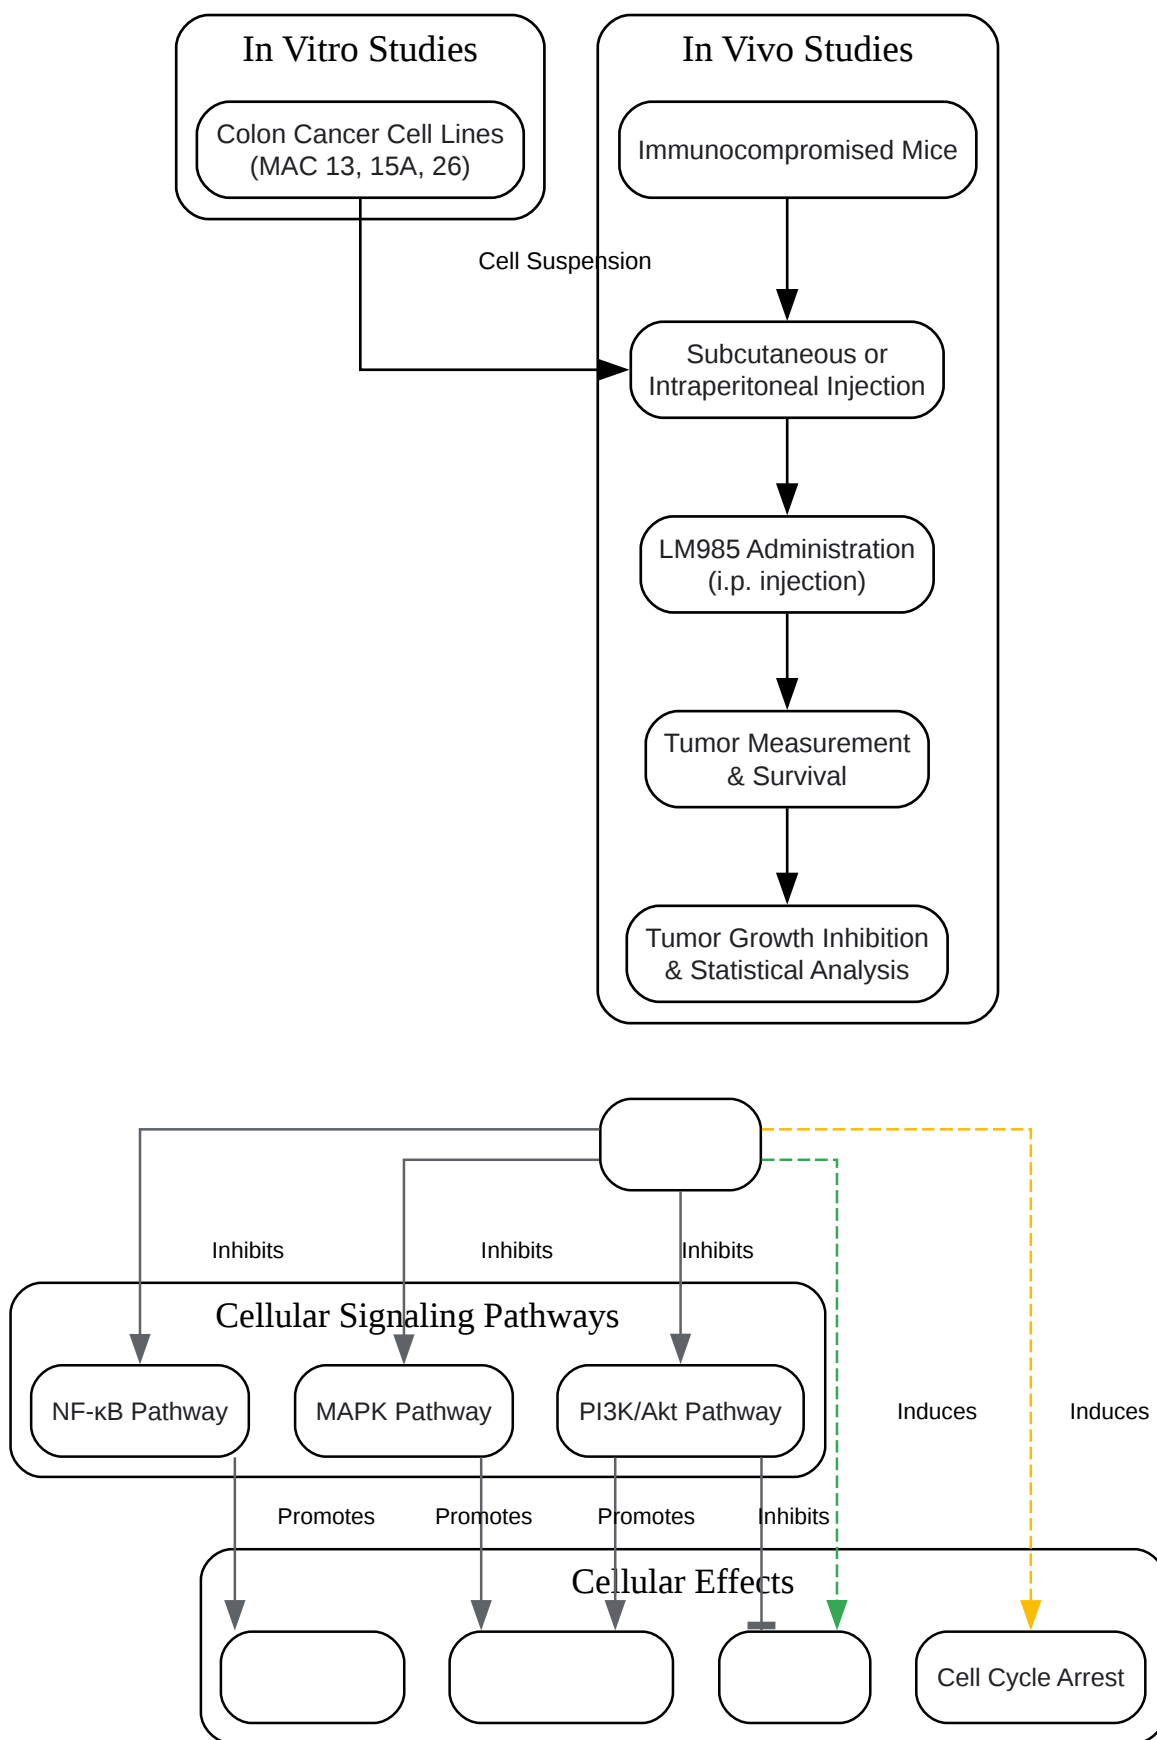 In Vitro Studies
In Vivo Studies
Colon Cancer Cell Lines
(MAC 13, 15A, 26)
Immunocompromised Mice
Cell Suspension
Subcutaneous or
Intraperitoneal Injection
LM985 Administration
(i.p. injection)
Tumor Measurement
& Survival
Tumor Growth Inhibition
& Statistical Analysis
Inhibits
Inhibits
Inhibits
Cellular Signaling Pathways
NF-κB Pathway
MAPK Pathway
PI3K/Akt Pathway
Induces
Induces
Promotes
Promotes
Promotes
Inhibits
Cellular Effects
Cell Cycle Arrest